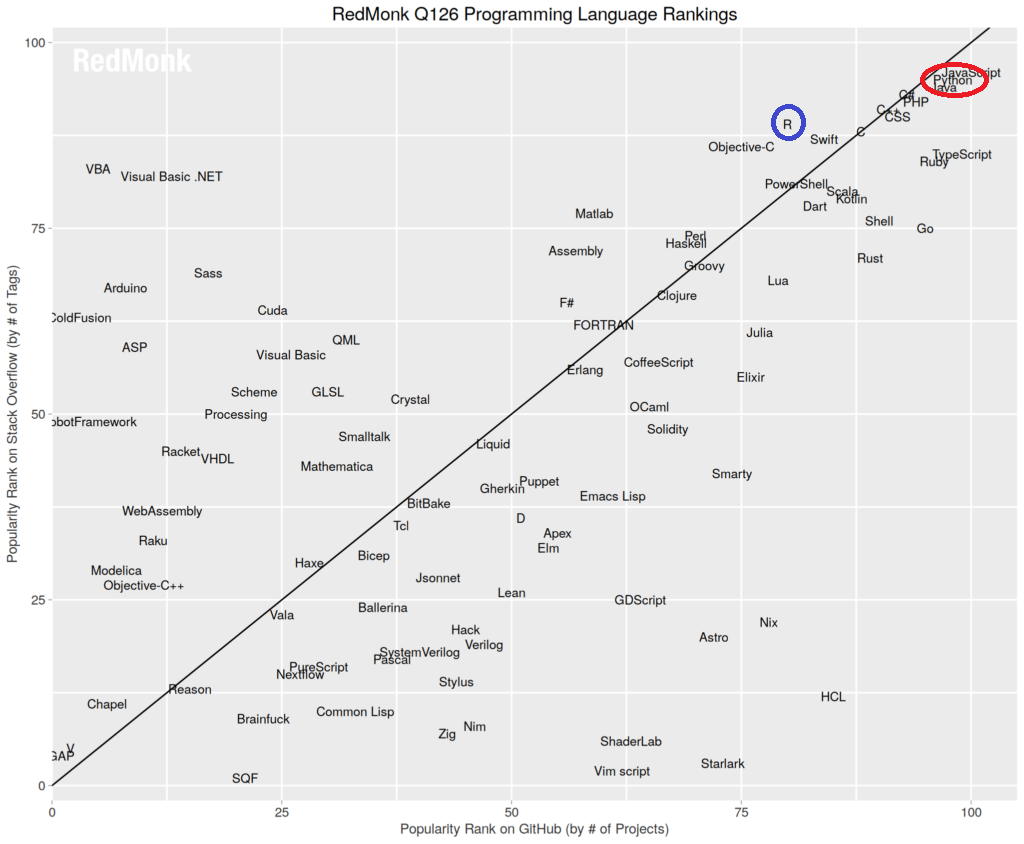 RedMonk Q126 Programming Language Rankings
RedMonk
100
75
50
25
0
Popularity Rank on Stack Overflow (by # of Tags)
JavaScript
Python
Java
C#
PHP
C++
CSS
R
C
Swift
Objective-C
TypeScript
Ruby
VBA
Visual Basic .NET
PowerShell
Scala
Kotlin
Dart
Matlab
Shell
Go
Perl
Haskell
Assembly
Rust
Groovy
Sass
Lua
Arduino
Clojure
F#
Cuda
ColdFusion
FORTRAN
Julia
QML
ASP
Visual Basic
CoffeeScript
Erlang
Elixir
Scheme
GLSL
Crystal
OCaml
Processing
obotFramework
Solidity
Smalltalk
Liquid
Racket
VHDL
Mathematica
Smarty
Puppet
Gherkin
Emacs Lisp
BitBake
WebAssembly
D
Tcl
Apex
Raku
Elm
Bicep
Haxe
Modelica
Jsonnet
Objective-C++
Lean
GDScript
Ballerina
Vala
Nix
Hack
Astro
Verilog
SystemVerilog
Pascal
PureScript
Nextflow
Stylus
Reason
HCL
Chapel
Common Lisp
Brainfuck
Nim
Zig
ShaderLab
V
GAP
Starlark
Vim script
SQF
0 25 50 75 100
Popularity Rank on GitHub (by # of Projects)